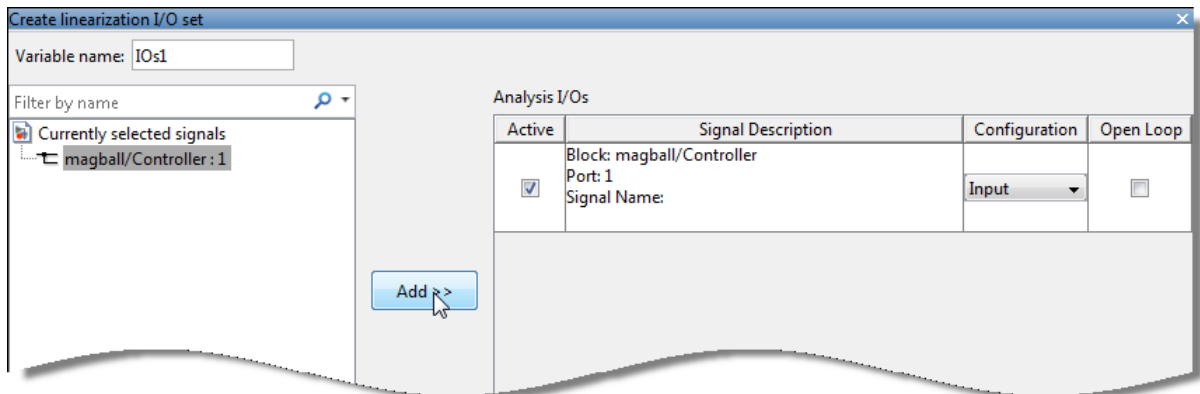 Create linearization I/O set
Variable name: IOs1
Filter by name
Currently selected signals
magball/Controller : 1
Add >>
Analysis I/Os
Active Signal Description Configuration Open Loop
Block: magball/Controller
Port: 1
Signal Name:
Input